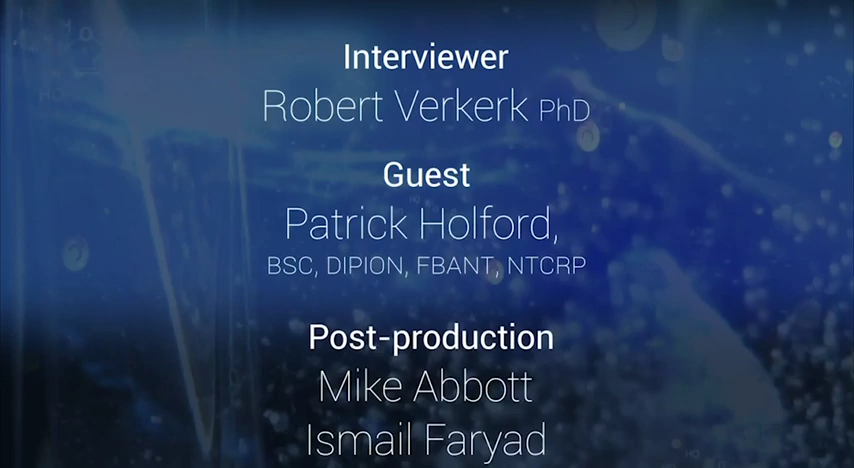 Interviewer
Robert Verkerk PhD
Guest
Patrick Holford,
BSC, DIPION, FBANT, NTCRP
Post-production
Mike Abbott
Ismail Faryad